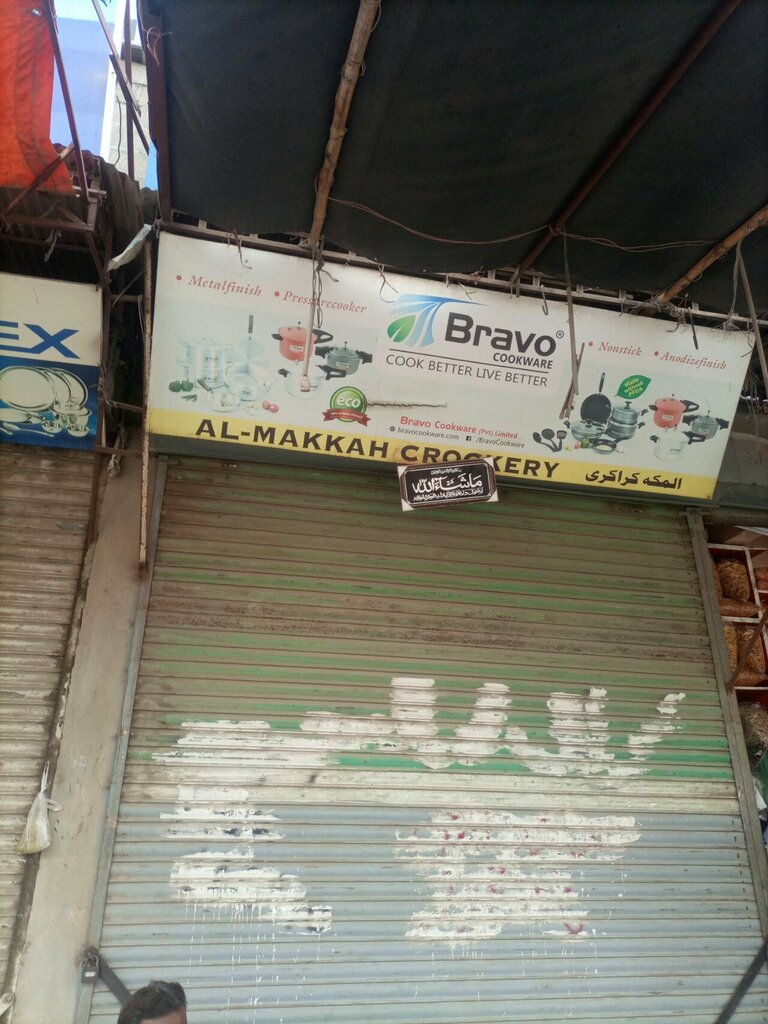 EX
• Metalfinish • Pressurecooker
Bravo®
COOKWARE
COOK BETTER LIVE BETTER
• Nonstick • Anodizefinish
eco
Bravo Cookware (Pvt) Limited
bravocookware.com /BravoCookware
AL-MAKKAH CROCKERY المکہ کراکری
ماشاءاللہ